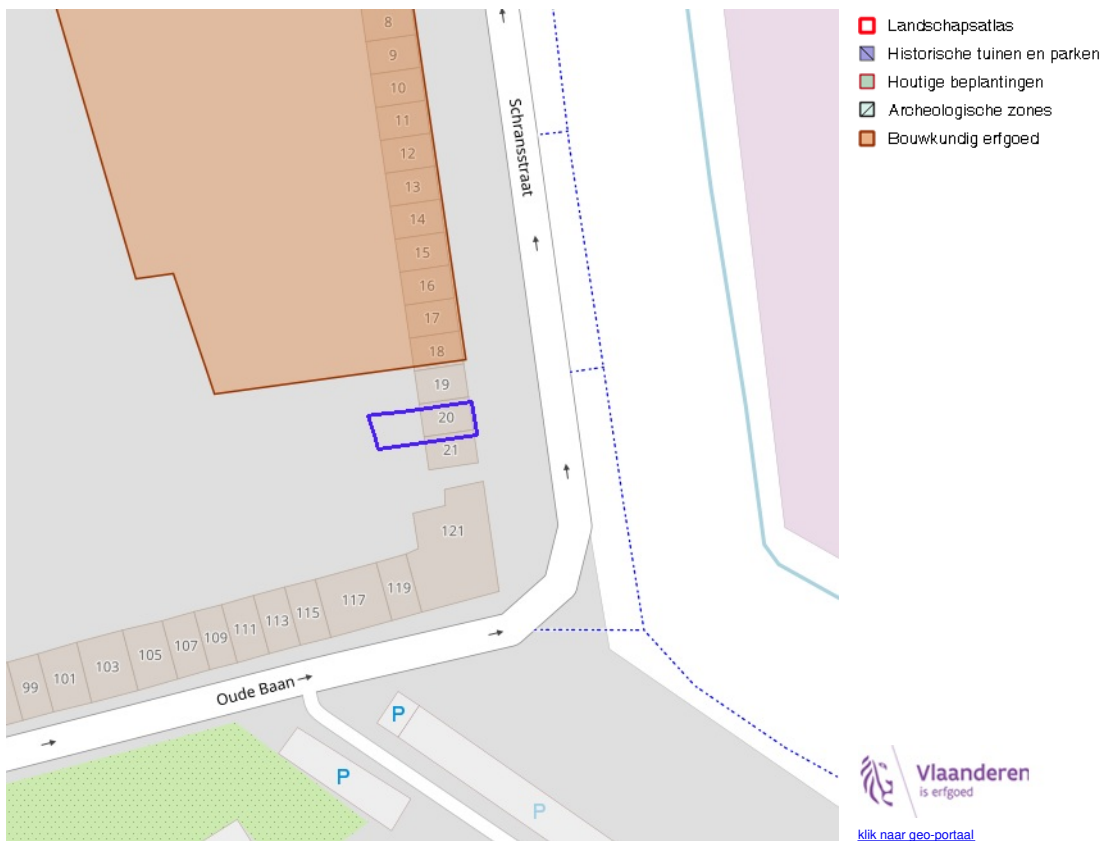 8
9
10
11
12
13
14
15
16
17
18
19
20
21
Schransstraat
121
119
117
115
113
111
109
107
105
103
101
99
Oude Baan
P
P
P
Landschapsatlas
Historische tuinen en parken
Houtige beplantingen
Archeologische zones
Bouwkundig erfgoed
Vlaanderen
is erfgoed
klik naar geo-portaal